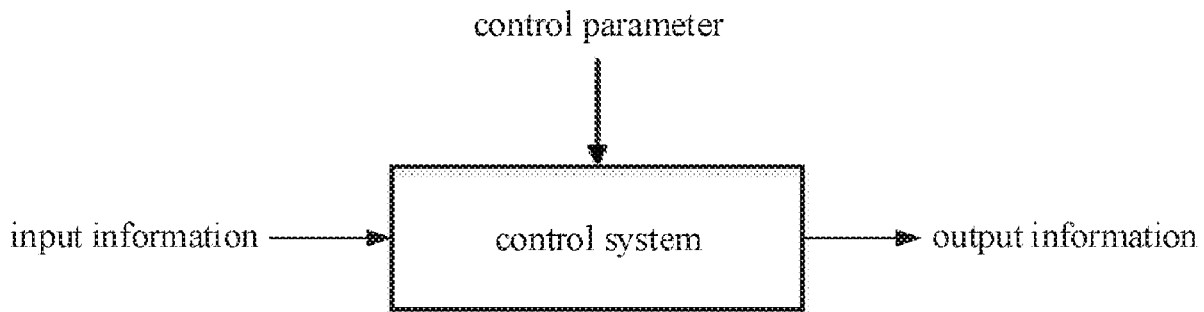 control parameter
input information
control system
output information